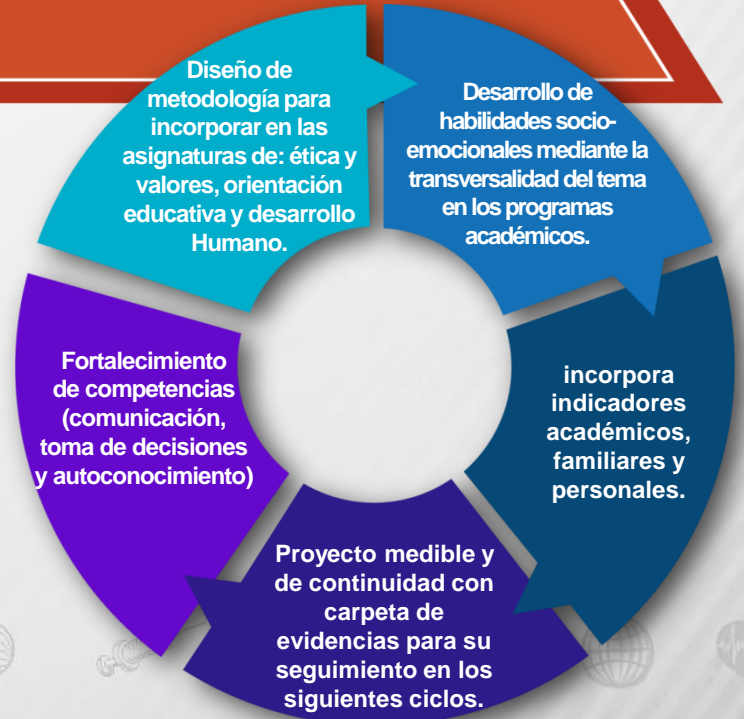 Diseño de
metodología para
incorporar en las
asignaturas de: ética y
valores, orientación
educativa y desarrollo
Humano.
Desarrollo de
habilidades socio-
emocionales mediante la
transversalidad del tema
en los programas
académicos.
incorpora
indicadores
académicos,
familiares y
personales.
Proyecto medible y
de continuidad con
carpeta de
evidencias para su
seguimiento en los
siguientes ciclos.
Fortalecimiento
de competencias
(comunicación,
toma de decisiones
y autoconocimiento)